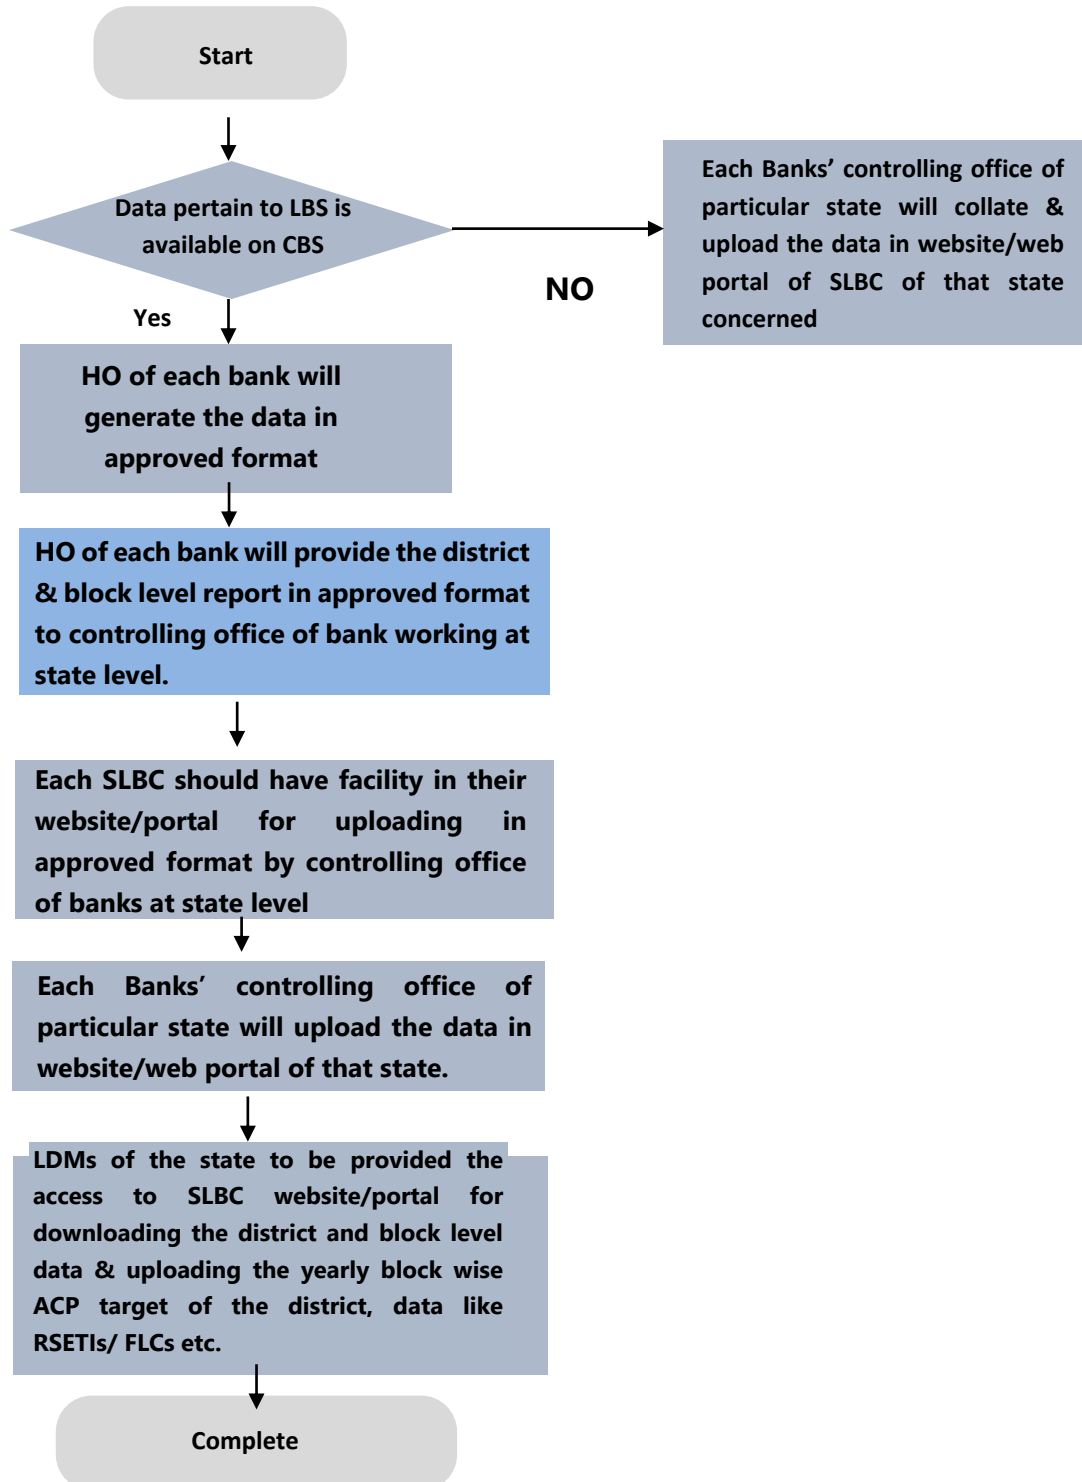 Start
Data pertain to LBS is
available on CBS
Each Banks’ controlling office of
particular state will collate &
upload the data in website/web
portal of SLBC of that state
concerned
NO
Yes
HO of each bank will
generate the data in
approved format
HO of each bank will provide the district
& block level report in approved format
to controlling office of bank working at
state level.
Each SLBC should have facility in their
website/portal for uploading in
approved format by controlling office
of banks at state level
Each Banks’ controlling office of
particular state will upload the data in
website/web portal of that state.
LDMs of the state to be provided the
access to SLBC website/portal for
downloading the district and block level
data & uploading the yearly block wise
ACP target of the district, data like
RSETIs/ FLCs etc.
Complete